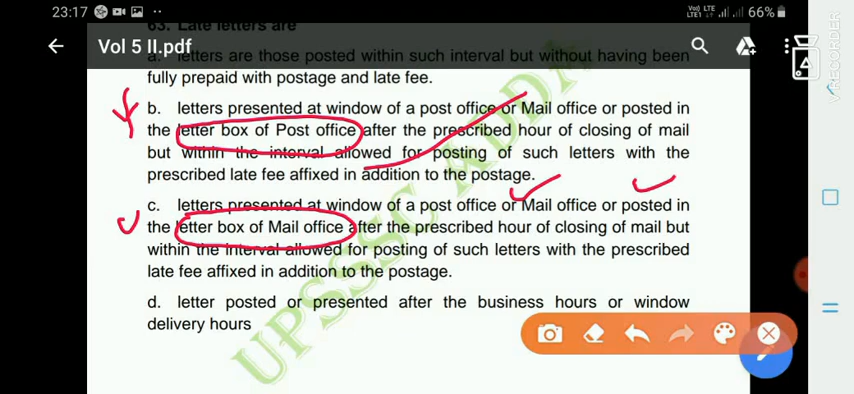 23:17
Vo)) LTE
LTE1
66%
63. Late letters are
Vol 5 II.pdf
a. letters are those posted within such interval but without having been
fully prepaid with postage and late fee.
b. letters presented at window of a post office or Mail office or posted in
the letter box of Post office after the prescribed hour of closing of mail
but within the interval allowed for posting of such letters with the
prescribed late fee affixed in addition to the postage.
c. letters presented at window of a post office or Mail office or posted in
the letter box of Mail office after the prescribed hour of closing of mail but
within the interval allowed for posting of such letters with the prescribed
late fee affixed in addition to the postage.
d. letter posted or presented after the business hours or window
delivery hours
UPSSSC ADDA
V RECORDER